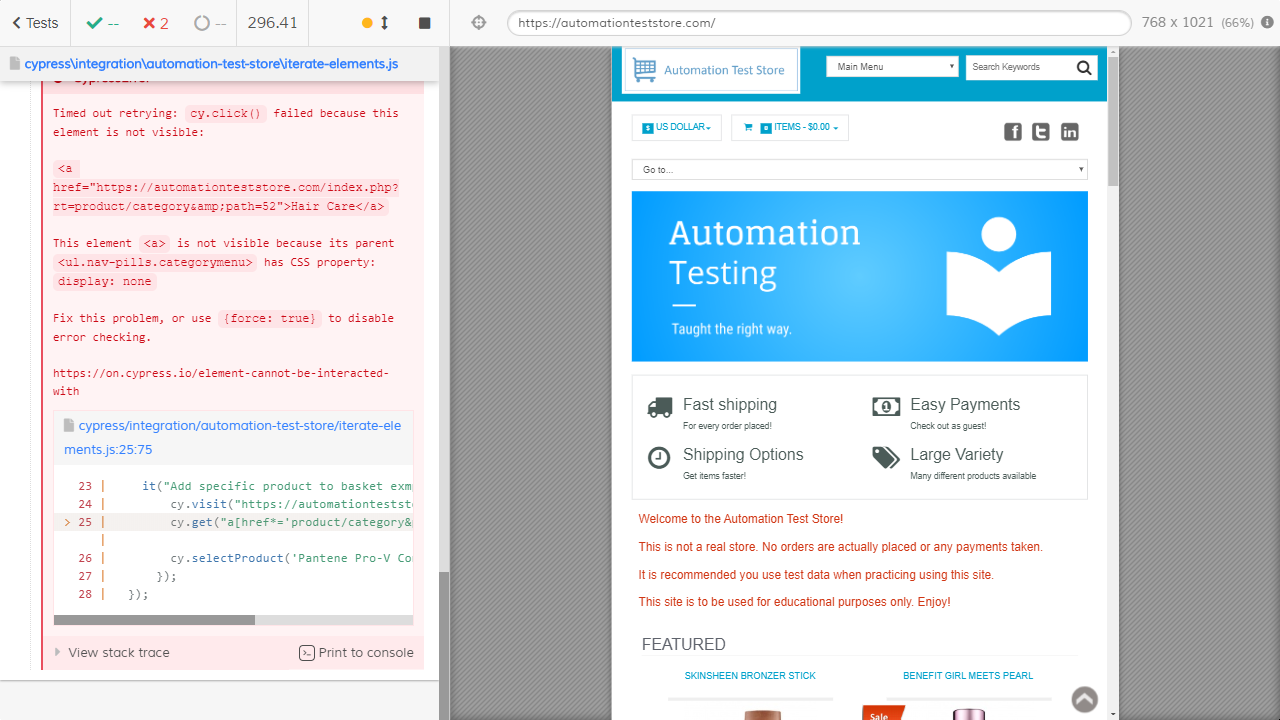 Tests
--
2
--
296.41
https://automationteststore.com/
768 x 1021 (66%)
cypress\integration\automation-test-store\iterate-elements.js
Timed out retrying: cy.click() failed because this
element is not visible:
<a
href="https://automationteststore.com/index.php?
rt=product/category&amp;path=52">Hair Care</a>
This element <a> is not visible because its parent
<ul.nav-pills.categorymenu> has CSS property:
display: none
Fix this problem, or use {force: true} to disable
error checking.
https://on.cypress.io/element-cannot-be-interacted-
with
cypress/integration/automation-test-store/iterate-ele
ments.js:25:75
23 | it("Add specific product to basket exm
24 | cy.visit("https://automationtestst
> 25 | cy.get("a[href*='product/category&
|
26 | cy.selectProduct('Pantene Pro-V Co
27 | });
28 | });
View stack trace
Print to console
Automation Test Store
Main Menu
Search Keywords
$ US DOLLAR
0 ITEMS - $0.00
Go to...
Automation
Testing
Taught the right way.
Fast shipping
For every order placed!
Easy Payments
Check out as guest!
Shipping Options
Get items faster!
Large Variety
Many different products available
Welcome to the Automation Test Store!
This is not a real store. No orders are actually placed or any payments taken.
It is recommended you use test data when practicing using this site.
This site is to be used for educational purposes only. Enjoy!
FEATURED
SKINSHEEN BRONZER STICK
BENEFIT GIRL MEETS PEARL
Sale